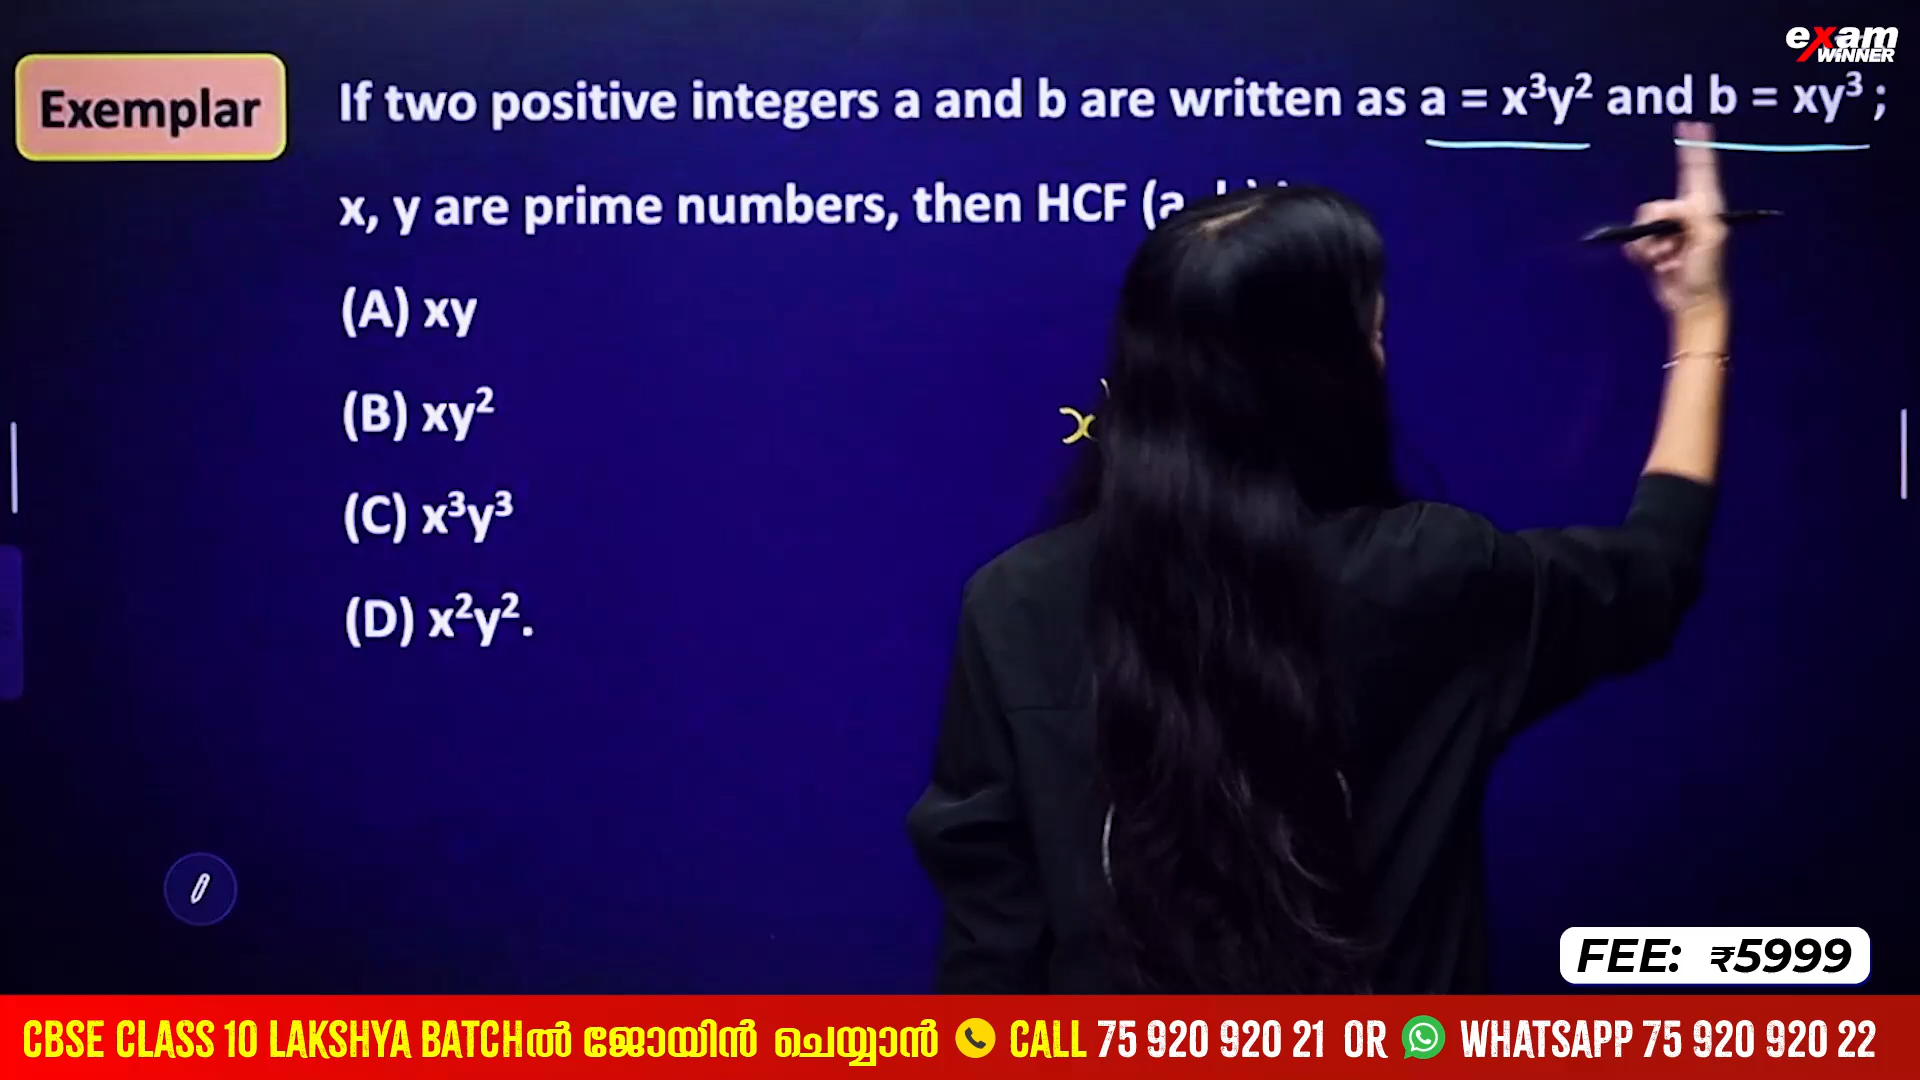 exam
WINNER
Exemplar
If two positive integers a and b are written as a = x³y² and b = xy³ ;
x, y are prime numbers, then HCF (a
(A) xy
(B) xy²
(C) x³y³
(D) x²y².
x
FEE: ₹5999
CBSE CLASS 10 LAKSHYA BATCHൽ ജോയിൻ ചെയ്യാൻ CALL 75 920 920 21 OR WHATSAPP 75 920 920 22